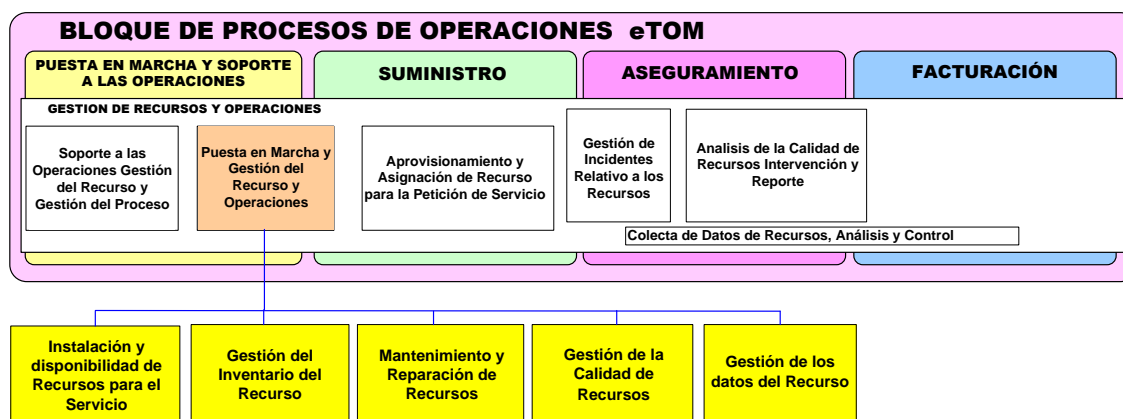 BLOQUE DE PROCESOS DE OPERACIONES eTOM
PUESTA EN MARCHA Y SOPORTE
A LAS OPERACIONES
SUMINISTRO
ASEGURAMIENTO
FACTURACIÓN
GESTION DE RECURSOS Y OPERACIONES
Soporte a las
Operaciones Gestión
del Recurso y
Gestión del Proceso
Puesta en Marcha y
Gestión del
Recurso y
Operaciones
Aprovisionamiento y
Asignación de Recurso
para la Petición de Servicio
Gestión de
Incidentes
Relativo a los
Recursos
Analisis de la Calidad de
Recursos Intervención y
Reporte
Colecta de Datos de Recursos, Análisis y Control
Instalación y
disponibilidad de
Recursos para el
Servicio
Gestión del
Inventario del
Recurso
Mantenimiento y
Reparación de
Recursos
Gestión de la
Calidad de
Recursos
Gestión de los
datos del Recurso